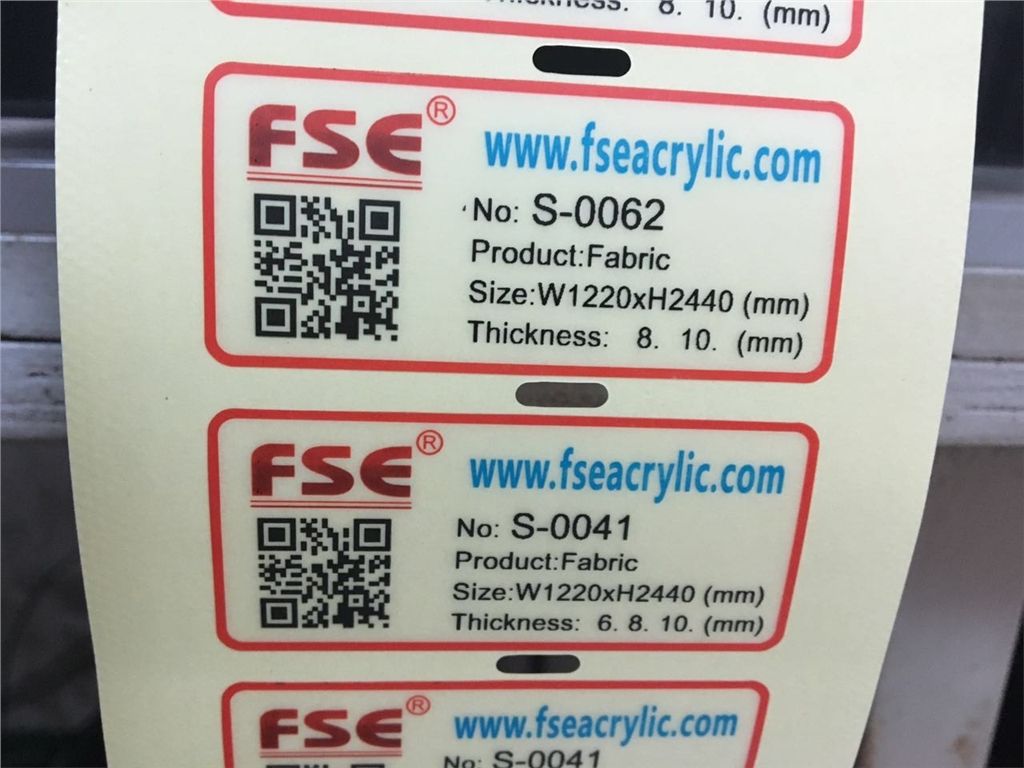 Thickness: 8. 10. (mm)
FSE®
www.fseacrylic.com
No: S-0062
Product:Fabric
Size:W1220xH2440 (mm)
Thickness: 8. 10. (mm)
FSE®
www.fseacrylic.com
No: S-0041
Product:Fabric
Size:W1220xH2440 (mm)
Thickness: 6. 8. 10. (mm)
FSE®
www.fseacrylic.com
No: S-0041